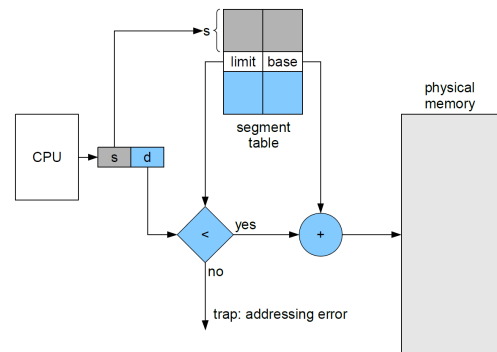 s
limit base
segment
table
physical
memory
CPU
s d
<
yes
+
no
trap: addressing error